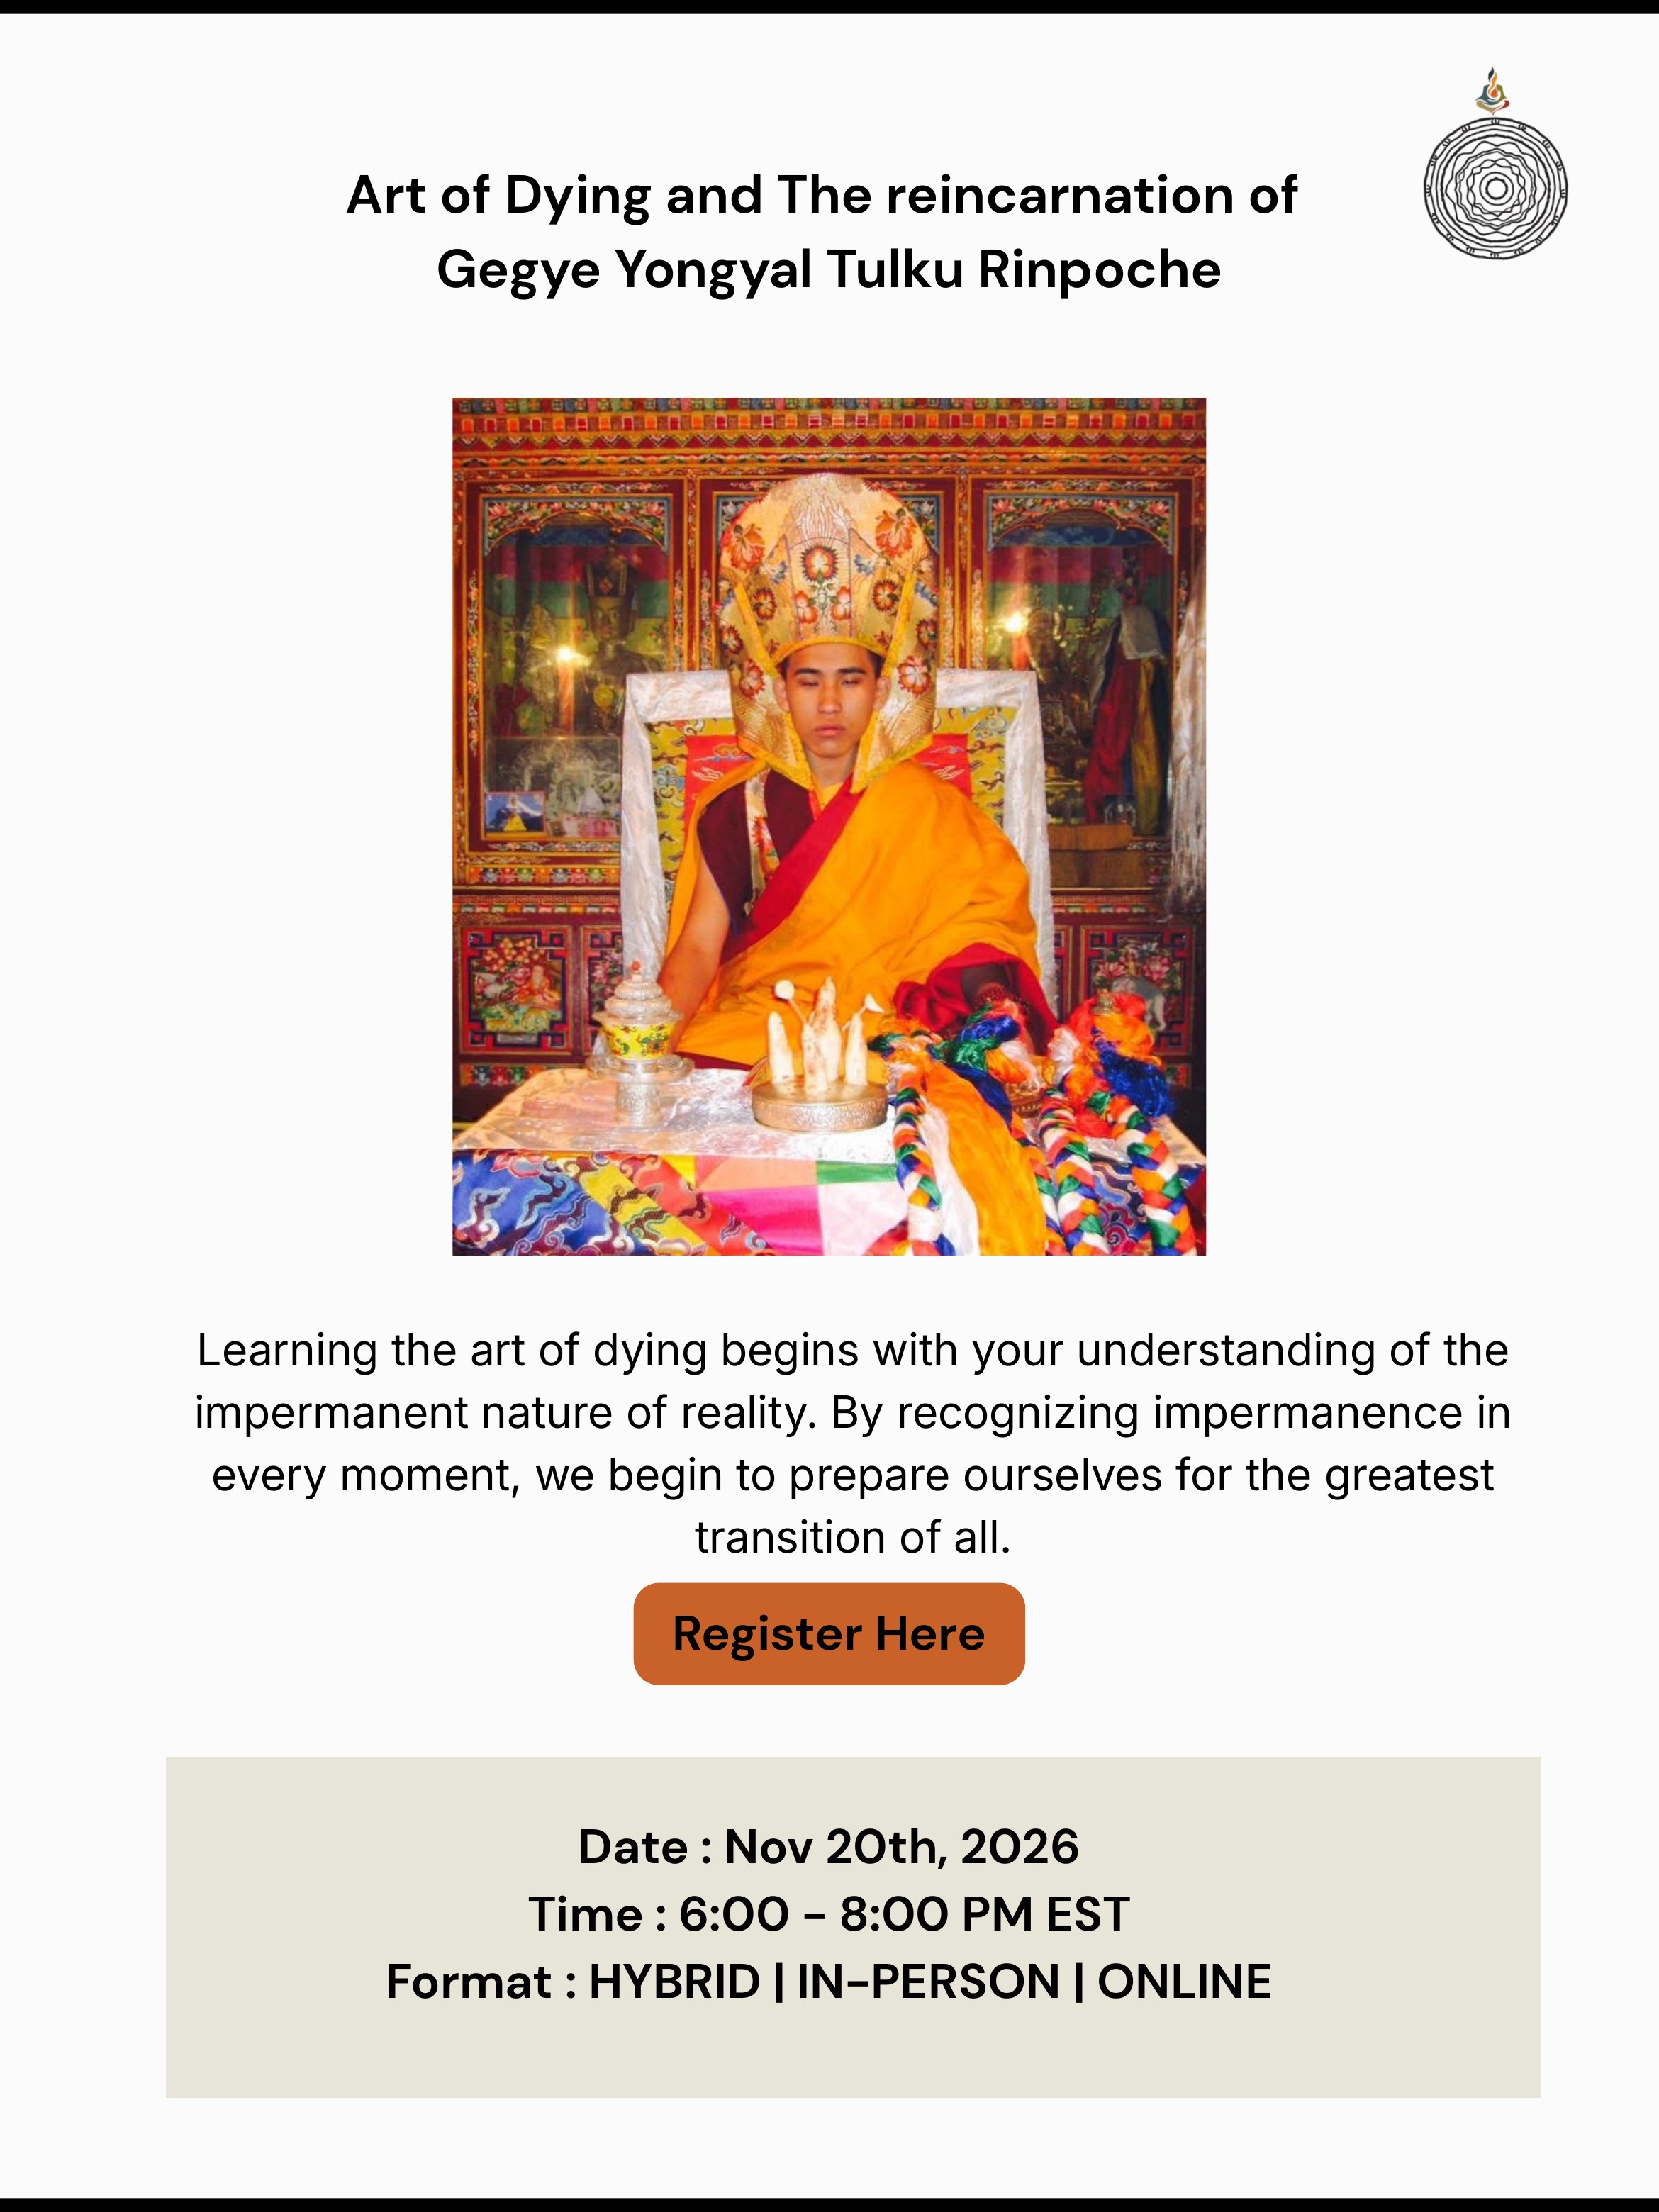 Art of Dying and The reincarnation of
Gegye Yongyal Tulku Rinpoche
Learning the art of dying begins with your understanding of the
impermanent nature of reality. By recognizing impermanence in
every moment, we begin to prepare ourselves for the greatest
transition of all.
Register Here
Date : Nov 20th, 2026
Time : 6:00 - 8:00 PM EST
Format : HYBRID | IN-PERSON | ONLINE